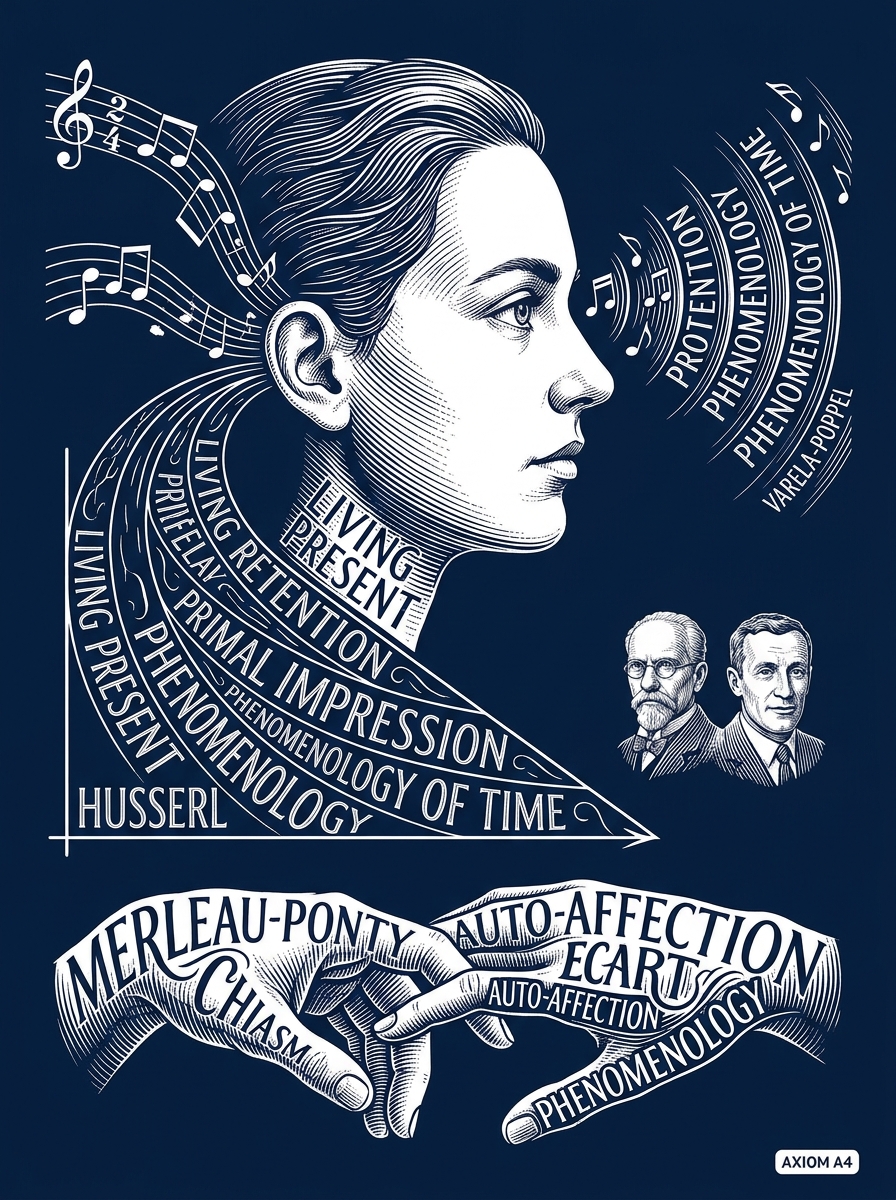 2
4
PROTENTION
PHENOMENOLOGY
PHENOMENOLOGY OF TIME
VARELA-POPPEL
LIVING
PRESENT
LIVING RETENTION
PRIMAL IMPRESSION
PHENOMENOLOGY OF TIME
PHENOMENOLOGY
LIVING PRESENT
HUSSERL
MERLEAU-PONTY
CHIASM
AUTO-AFFECTION
ECART
AUTO-AFFECTION
PHENOMENOLOGY
AXIOM A4